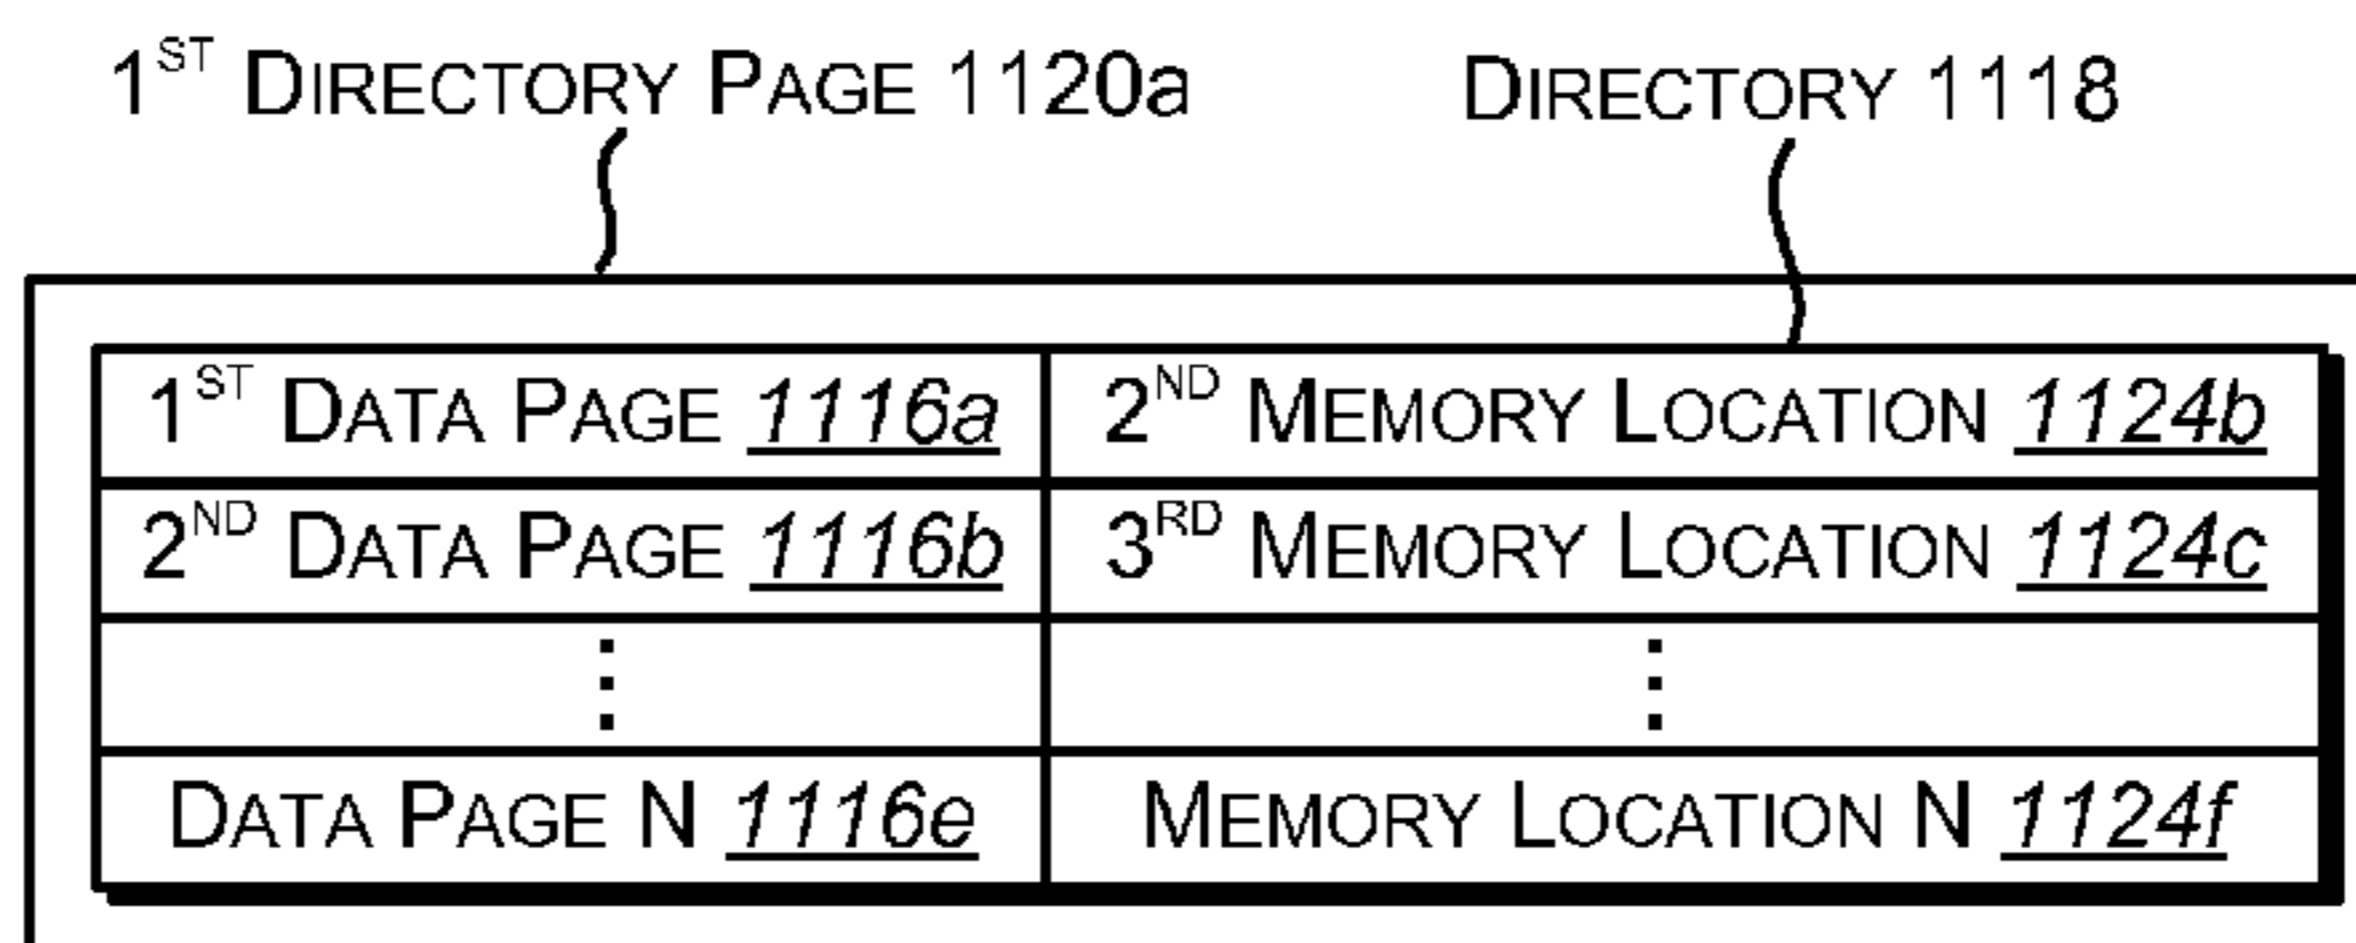 1ST DIRECTORY PAGE 1120a
DIRECTORY 1118
1ST DATA PAGE 1116a
2ND MEMORY LOCATION 1124b
2ND DATA PAGE 1116b
3RD MEMORY LOCATION 1124c
DATA PAGE N 1116e
MEMORY LOCATION N 1124f